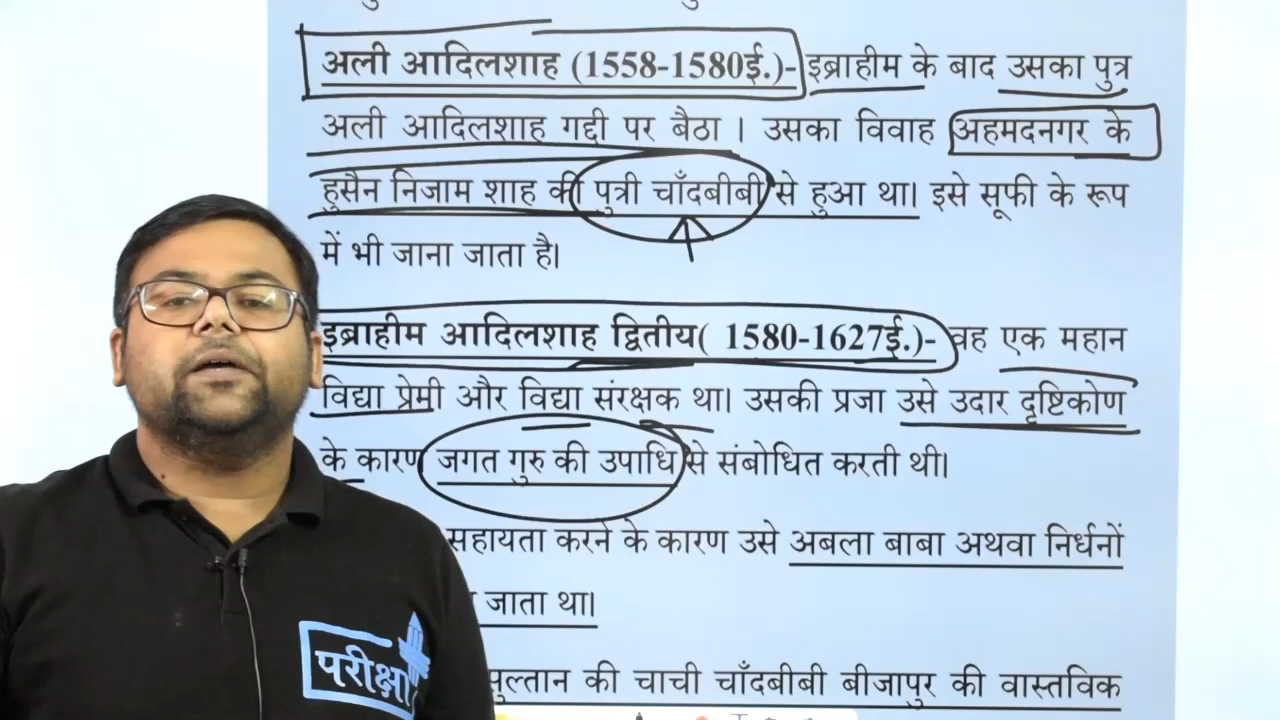 अली आदिलशाह (1558-1580ई.)- इब्राहीम के बाद उसका पुत्र
अली आदिलशाह गद्दी पर बैठा । उसका विवाह अहमदनगर के
हुसैन निजाम शाह की पुत्री चाँदबीबी से हुआ था। इसे सूफी के रूप
में भी जाना जाता है।
इब्राहीम आदिलशाह द्वितीय( 1580-1627ई.)- वह एक महान
विद्या प्रेमी और विद्या संरक्षक था। उसकी प्रजा उसे उदार दृष्टिकोण
के कारण जगत गुरु की उपाधि से संबोधित करती थी।
सहायता करने के कारण उसे अबला बाबा अथवा निर्धनों
जाता था।
सुल्तान की चाची चाँदबीबी बीजापुर की वास्तविक
परीक्षा